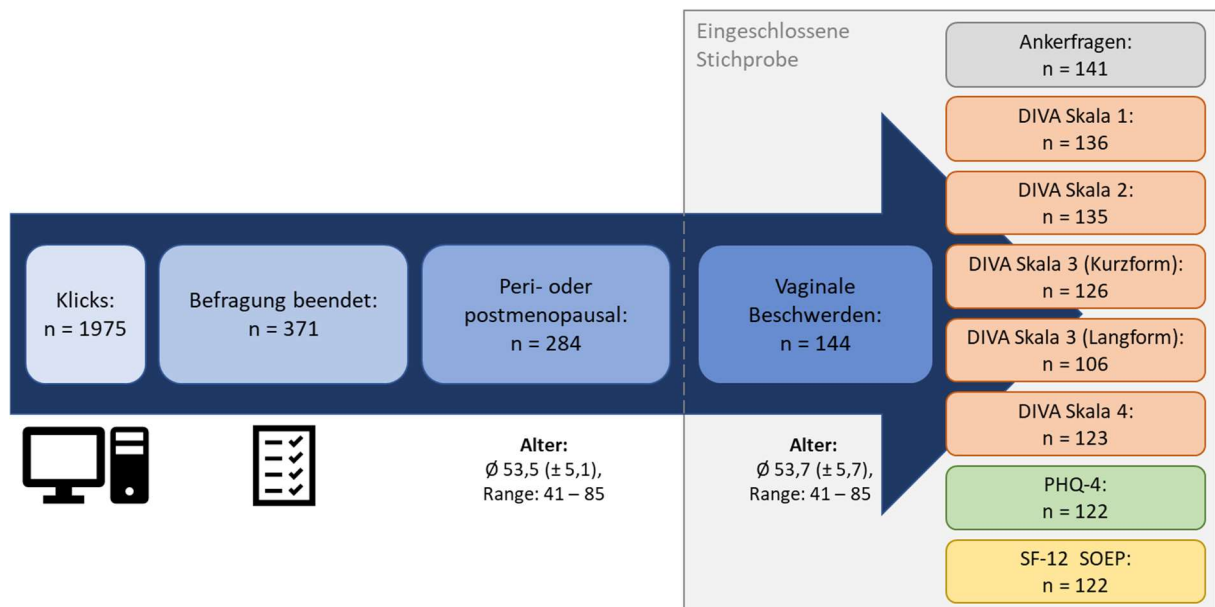 Eingeschlossene
Stichprobe
Klicks:
n = 1975
Befragung beendet:
n = 371
Peri- oder
postmenopausal:
n = 284
Vaginale
Beschwerden:
n = 144
Alter:
Ø 53,5 (± 5,1),
Range: 41 – 85
Alter:
Ø 53,7 (± 5,7),
Range: 41 – 85
Ankerfragen:
n = 141
DIVA Skala 1:
n = 136
DIVA Skala 2:
n = 135
DIVA Skala 3 (Kurzform):
n = 126
DIVA Skala 3 (Langform):
n = 106
DIVA Skala 4:
n = 123
PHQ-4:
n = 122
SF-12 SOEP:
n = 122